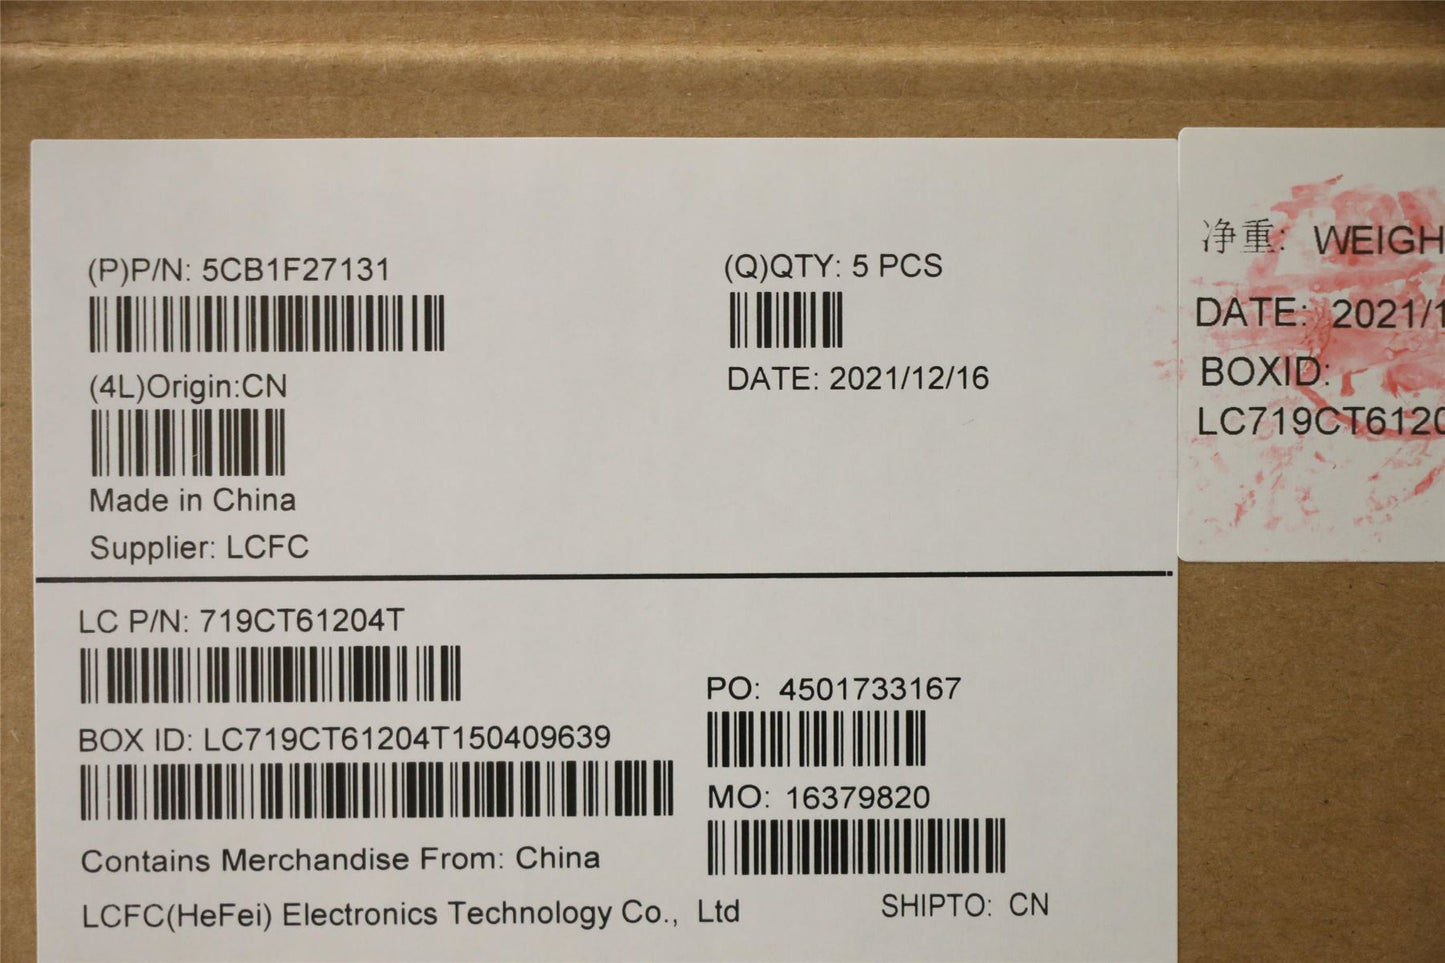 (P)P/N: 5CB1F27131
(Q)QTY: 5 PCS
(4L)Origin:CN
DATE: 2021/12/16
Made in China
Supplier: LCFC
LC P/N: 719CT61204T
PO: 4501733167
BOX ID: LC719CT61204T150409639
MO: 16379820
Contains Merchandise From: China
LCFC(HeFei) Electronics Technology Co., Ltd
SHIPTO: CN
净重: WEIGH
DATE: 2021/1
BOXID:
LC719CT6120